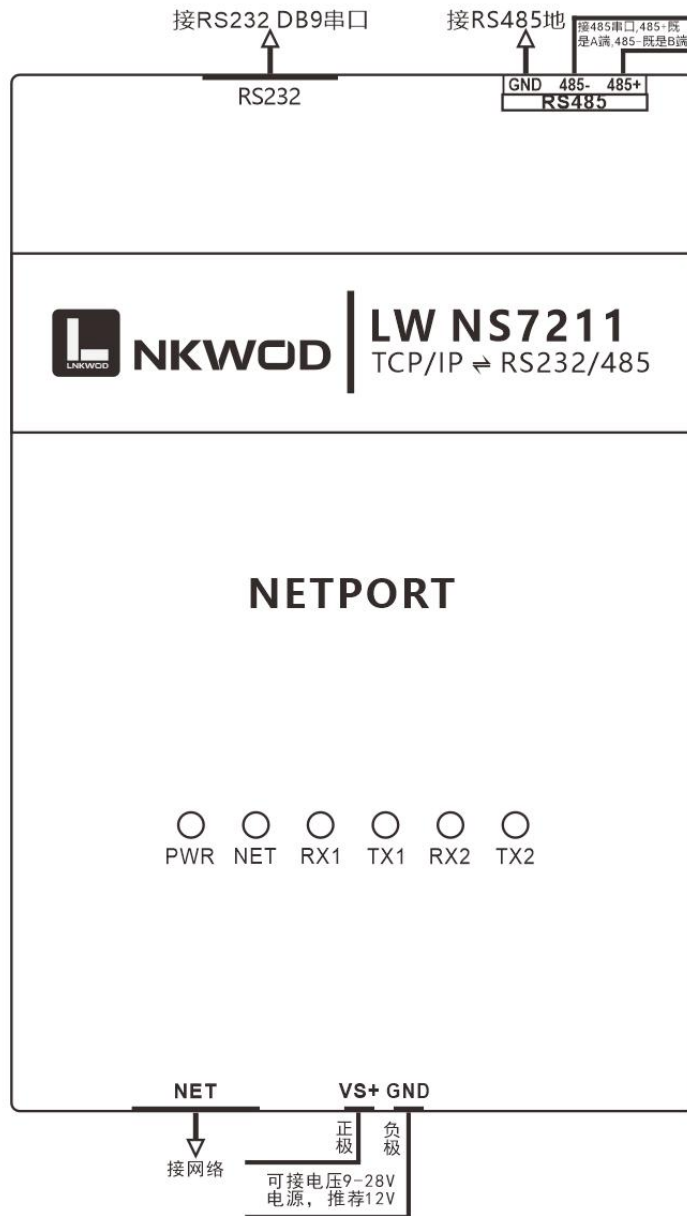 接RS232 DB9串口
接RS485地
接485串口,485+既
是A端,485-既是B端
RS232
GND 485- 485+
RS485
L
LNKWOD
NKWOD
LW NS7211
TCP/IP ⇌ RS232/485
NETPORT
PWR NET RX1 TX1 RX2 TX2
NET VS+ GND
正极 负极
接网络
可接电压9-28V
电源，推荐12V